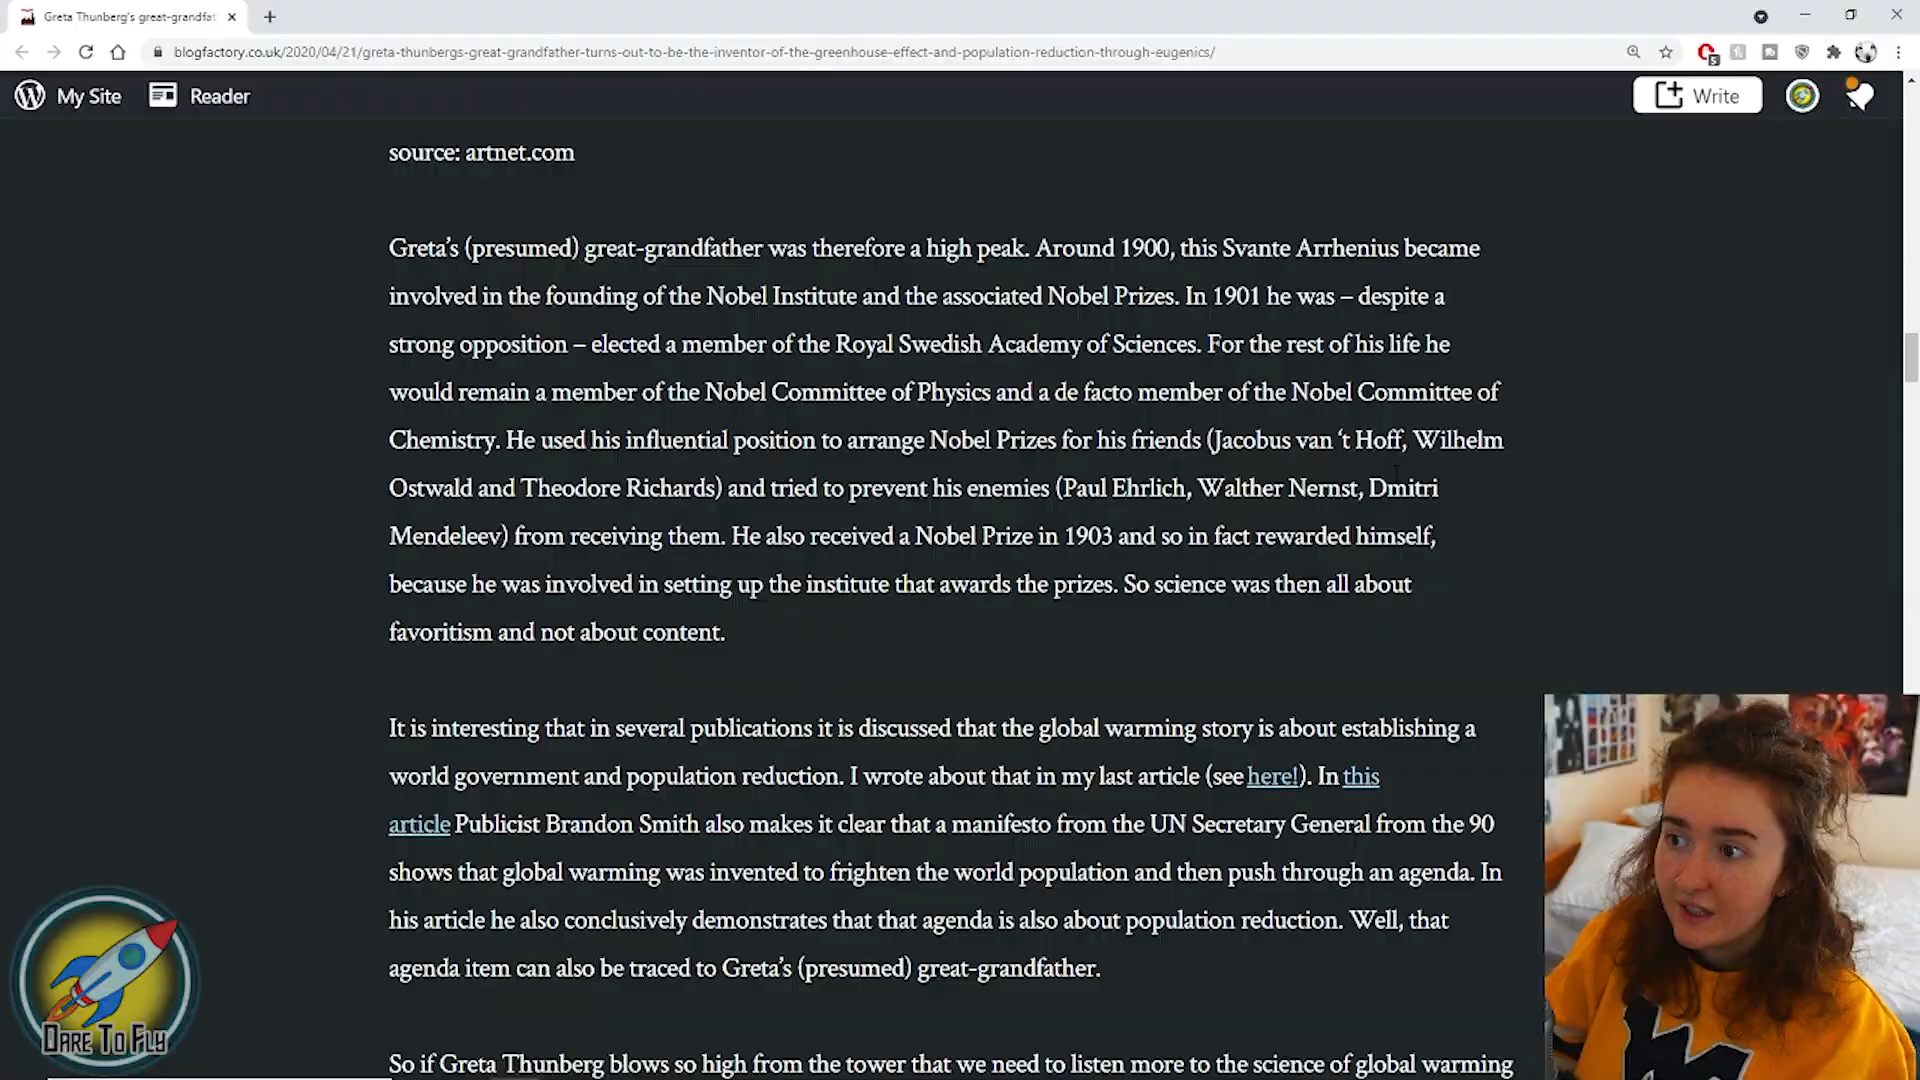 Greta Thunberg's great-grandfat
blogfactory.co.uk/2020/04/21/greta-thunbergs-great-grandfather-turns-out-to-be-the-inventor-of-the-greenhouse-effect-and-population-reduction-through-eugenics/
My Site Reader Write
source: artnet.com
Greta’s (presumed) great-grandfather was therefore a high peak. Around 1900, this Svante Arrhenius became
involved in the founding of the Nobel Institute and the associated Nobel Prizes. In 1901 he was – despite a
strong opposition – elected a member of the Royal Swedish Academy of Sciences. For the rest of his life he
would remain a member of the Nobel Committee of Physics and a de facto member of the Nobel Committee of
Chemistry. He used his influential position to arrange Nobel Prizes for his friends (Jacobus van ‘t Hoff, Wilhelm
Ostwald and Theodore Richards) and tried to prevent his enemies (Paul Ehrlich, Walther Nernst, Dmitri
Mendeleev) from receiving them. He also received a Nobel Prize in 1903 and so in fact rewarded himself,
because he was involved in setting up the institute that awards the prizes. So science was then all about
favoritism and not about content.
It is interesting that in several publications it is discussed that the global warming story is about establishing a
world government and population reduction. I wrote about that in my last article (see here!). In this
article Publicist Brandon Smith also makes it clear that a manifesto from the UN Secretary General from the 90
shows that global warming was invented to frighten the world population and then push through an agenda. In
his article he also conclusively demonstrates that that agenda is also about population reduction. Well, that
agenda item can also be traced to Greta’s (presumed) great-grandfather.
So if Greta Thunberg blows so high from the tower that we need to listen more to the science of global warming
DARE TO FLY